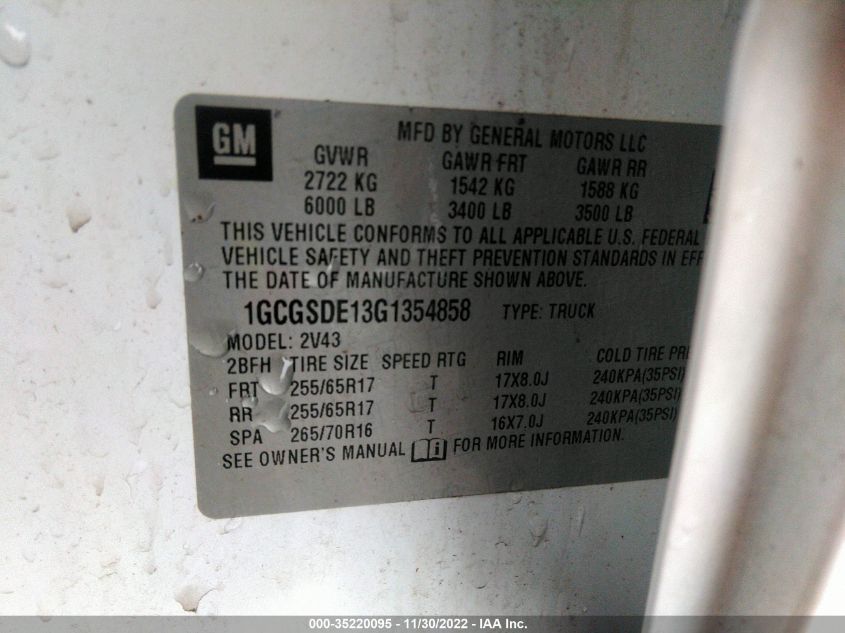 GM
MFD BY GENERAL MOTORS LLC
GVWR GAWR FRT GAWR RR
2722 KG 1542 KG 1588 KG
6000 LB 3400 LB 3500 LB
THIS VEHICLE CONFORMS TO ALL APPLICABLE U.S. FEDERAL
VEHICLE SAFETY AND THEFT PREVENTION STANDARDS IN EFF
THE DATE OF MANUFACTURE SHOWN ABOVE.
1GCGSDE13G1354858 TYPE: TRUCK
MODEL: 2V43
2BFH TIRE SIZE SPEED RTG RIM COLD TIRE PRE
FRT 255/65R17 T 17X8.0J 240KPA(35PSI)
RR 255/65R17 T 17X8.0J 240KPA(35PSI)
SPA 265/70R16 T 16X7.0J 240KPA(35PSI)
SEE OWNER'S MANUAL FOR MORE INFORMATION.
000-35220095 - 11/30/2022 - IAA Inc.